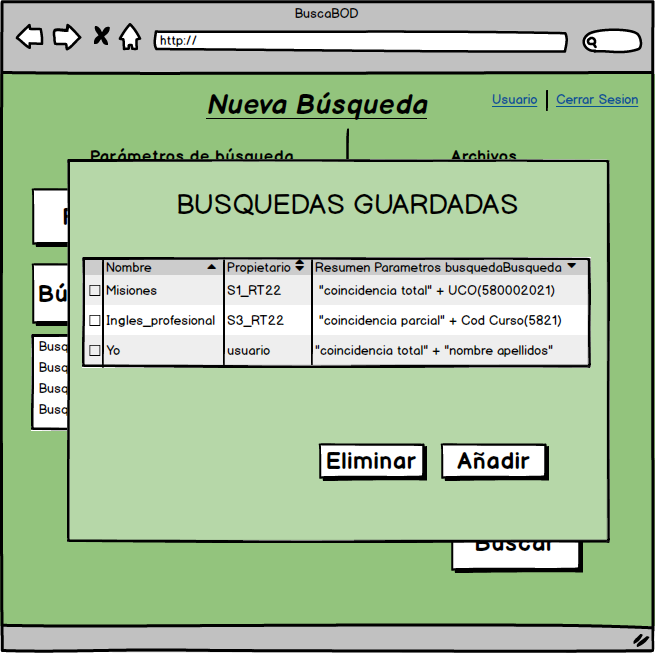 BuscaBOD
http://
Nueva Búsqueda
Usuario
Cerrar Sesion
Parámetros de búsqueda
Archivos
BUSQUEDAS GUARDADAS
Nombre Propietario Resumen Parametros busquedaBusqueda
Misiones S1_RT22 "coincidencia total" + UCO(580002021)
Ingles_profesional S3_RT22 "coincidencia parcial" + Cod Curso(5821)
Yo usuario "coincidencia total" + "nombre apellidos"
Bú
Busq
Busq
Busq
Busq
Eliminar Añadir
Buscar